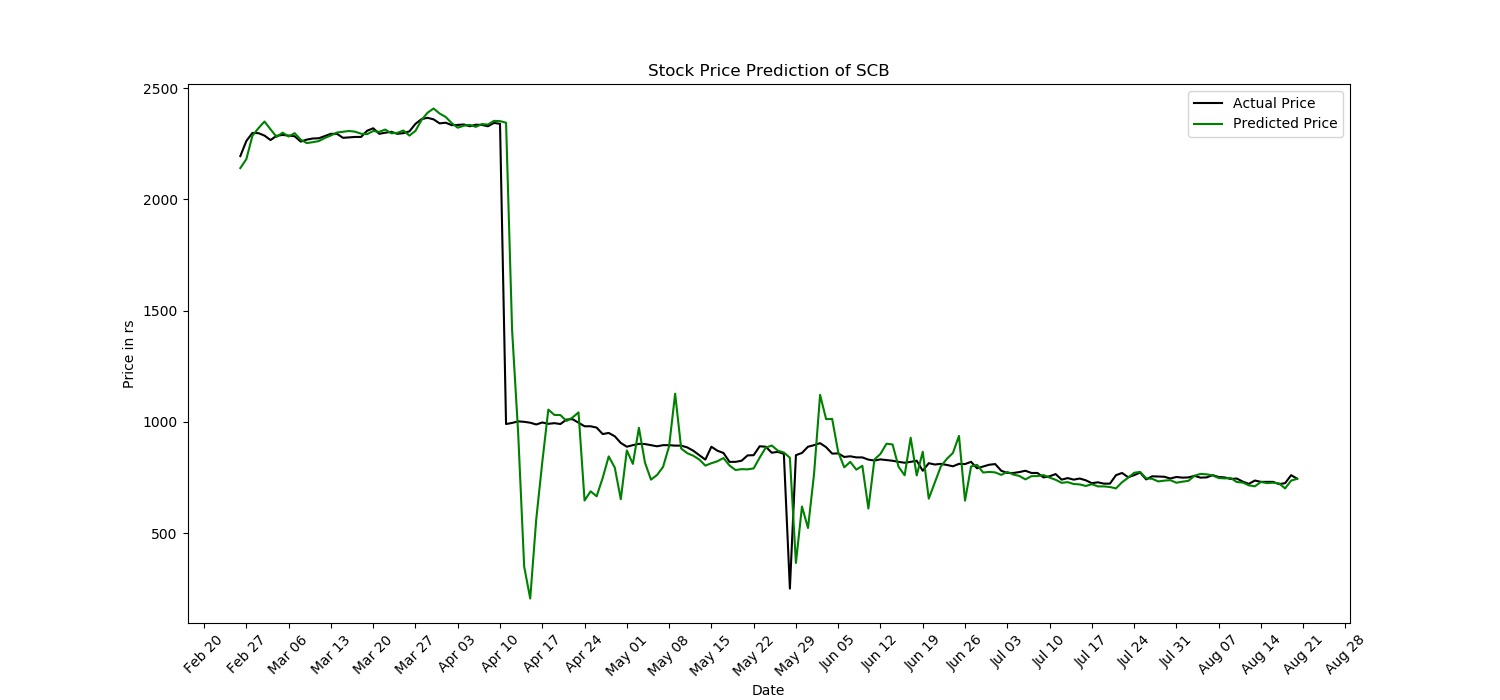 Stock Price Prediction of SCB
Actual Price
Predicted Price
Price in rs
2500
2000
1500
1000
500
Feb 20
Feb 27
Mar 06
Mar 13
Mar 20
Mar 27
Apr 03
Apr 10
Apr 17
Apr 24
May 01
May 08
May 15
May 22
May 29
Jun 05
Jun 12
Jun 19
Jun 26
Jul 03
Jul 10
Jul 17
Jul 24
Jul 31
Aug 07
Aug 14
Aug 21
Aug 28
Date